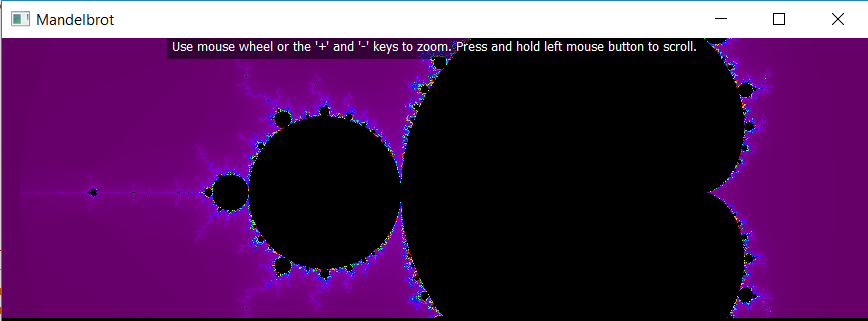 Mandelbrot
Use mouse wheel or the '+' and '-' keys to zoom. Press and hold left mouse button to scroll.